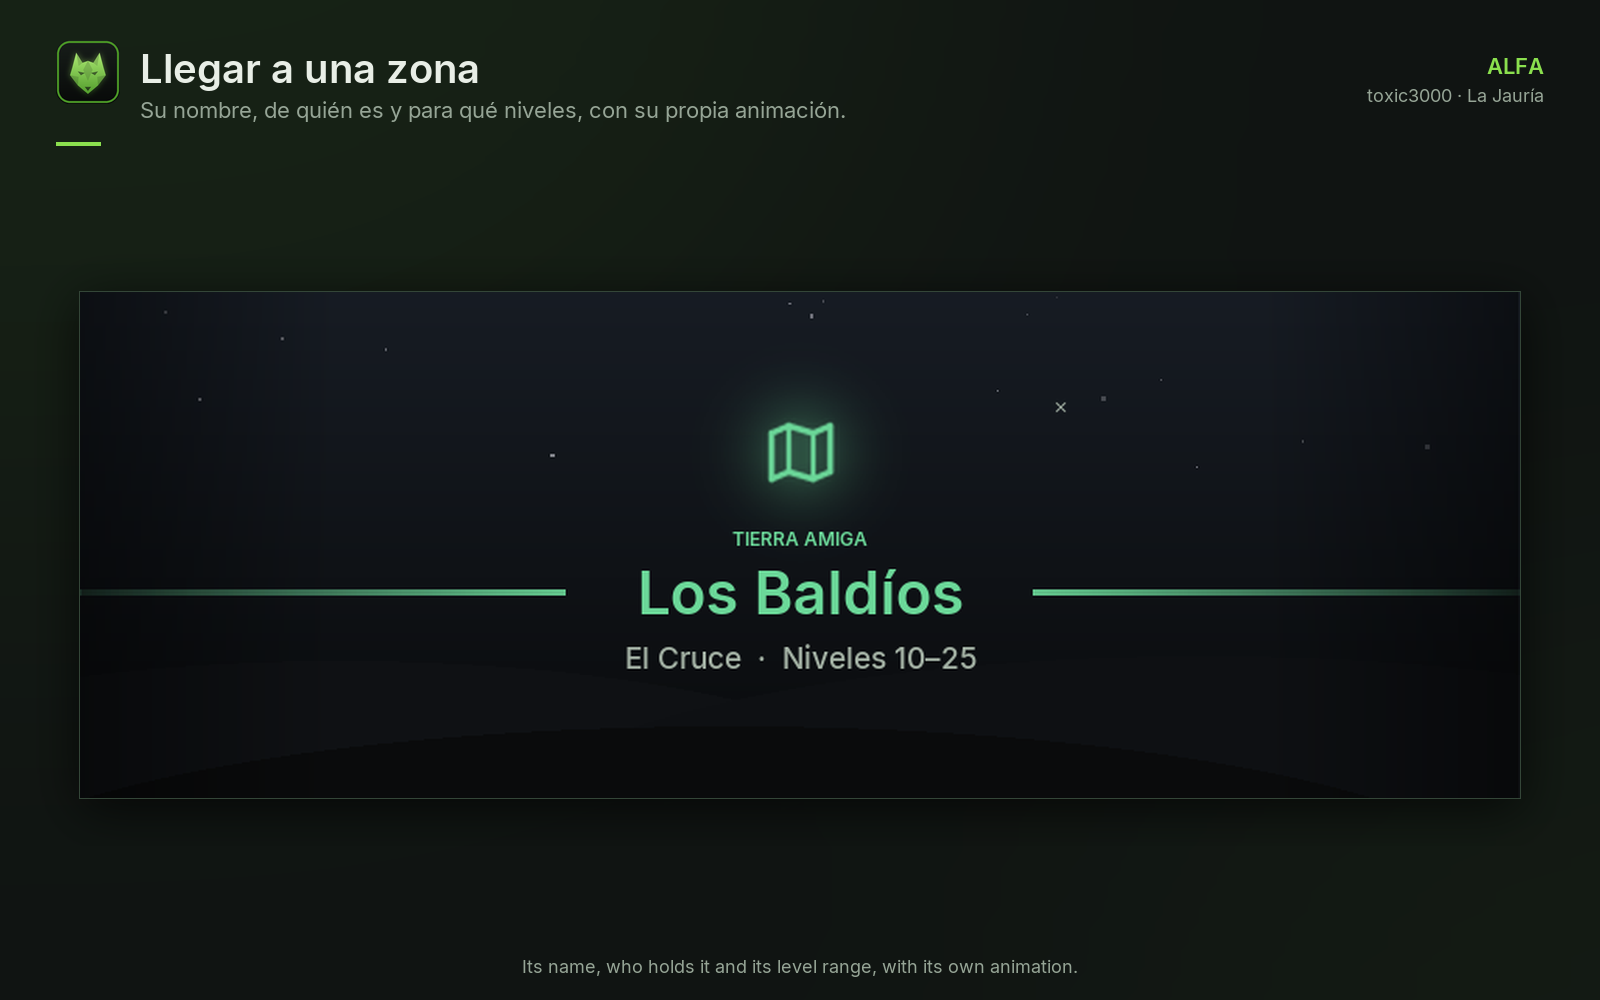 Llegar a una zona
Su nombre, de quién es y para qué niveles, con su propia animación.
ALFA
toxic3000 · La Jauría
TIERRA AMIGA
Los Baldíos
El Cruce · Niveles 10–25
Its name, who holds it and its level range, with its own animation.